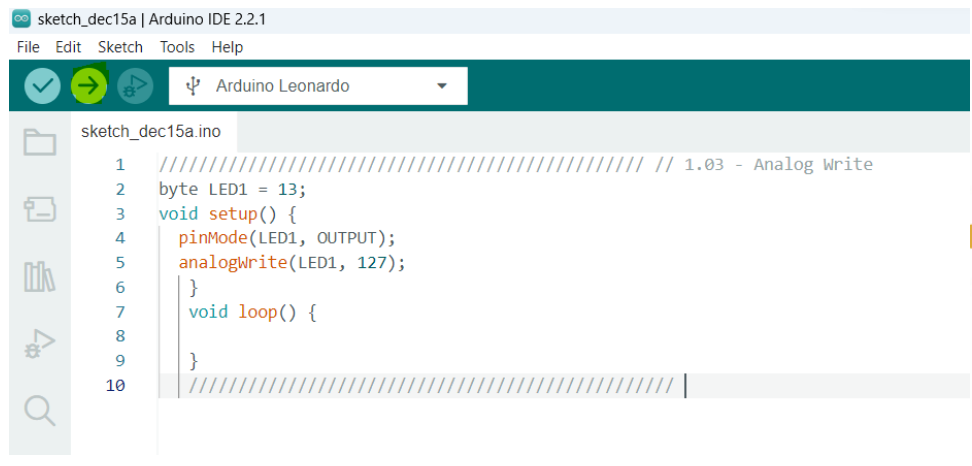 sketch_dec15a | Arduino IDE 2.2.1
File Edit Sketch Tools Help
Arduino Leonardo
sketch_dec15a.ino
1 ///////////////////////////////////////////////// // 1.03 - Analog Write
2 byte LED1 = 13;
3 void setup() {
4 pinMode(LED1, OUTPUT);
5 analogWrite(LED1, 127);
6 }
7 void loop() {
8
9 }
10 /////////////////////////////////////////////////